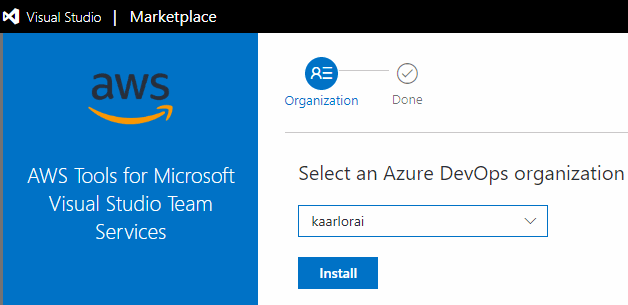 Visual Studio | Marketplace
aws
AWS Tools for Microsoft
Visual Studio Team
Services
Organization
Done
Select an Azure DevOps organization
kaarlorai
Install